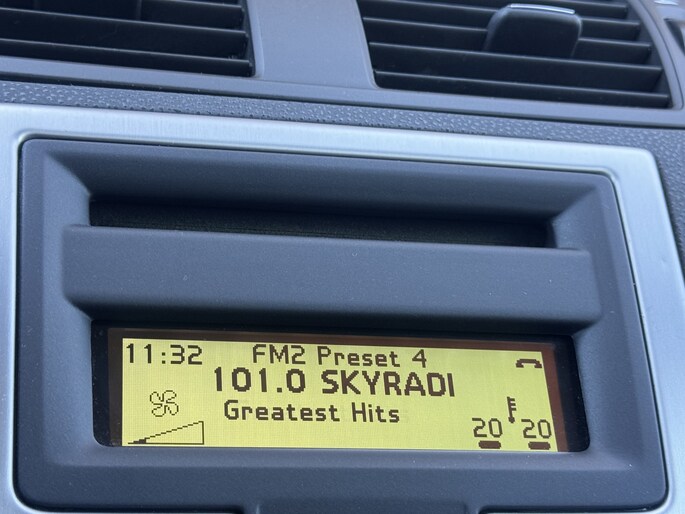 11:32 FM2 Preset 4
101.0 SKYRADI
Greatest Hits
20 20